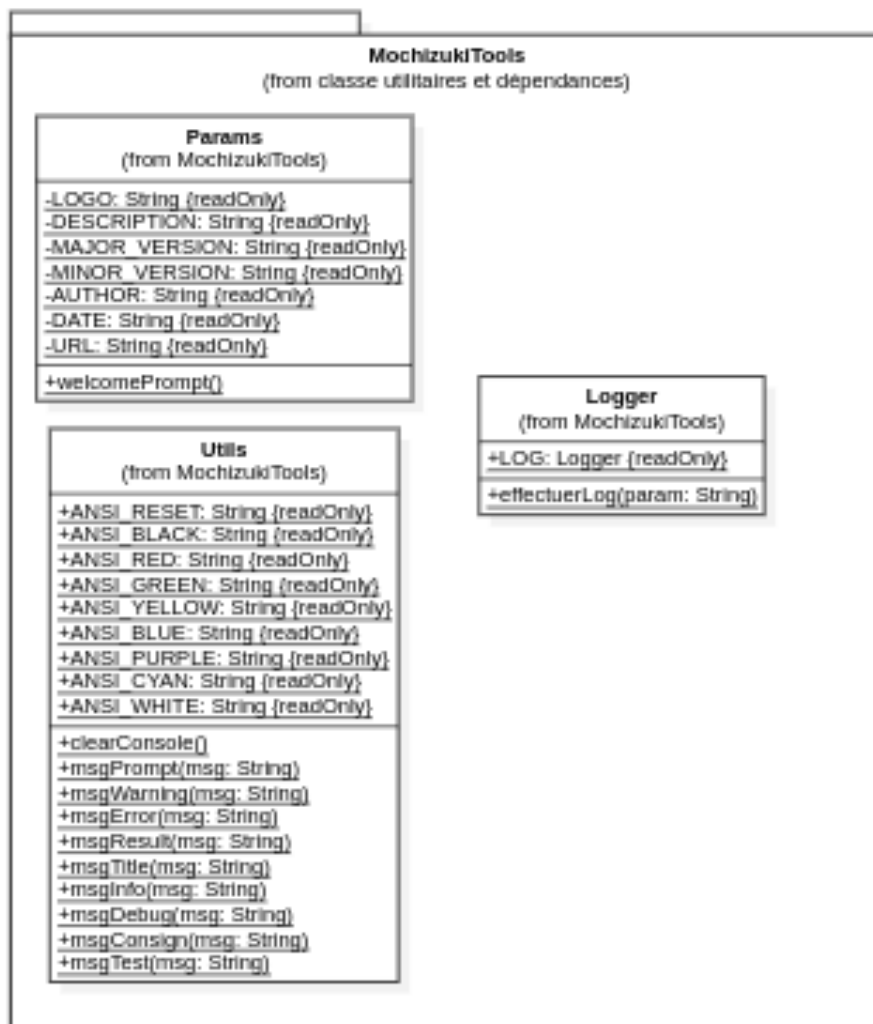 MochizukiTools
(from classe utilitaires et dépendances)
Params
(from MochizukiTools)
-LOGO: String {readOnly}
-DESCRIPTION: String {readOnly}
-MAJOR_VERSION: String {readOnly}
-MINOR_VERSION: String {readOnly}
-AUTHOR: String {readOnly}
-DATE: String {readOnly}
-URL: String {readOnly}
+welcomePrompt()
Utils
(from MochizukiTools)
+ANSI_RESET: String {readOnly}
+ANSI_BLACK: String {readOnly}
+ANSI_RED: String {readOnly}
+ANSI_GREEN: String {readOnly}
+ANSI_YELLOW: String {readOnly}
+ANSI_BLUE: String {readOnly}
+ANSI_PURPLE: String {readOnly}
+ANSI_CYAN: String {readOnly}
+ANSI_WHITE: String {readOnly}
+clearConsole()
+msgPrompt(msg: String)
+msgWarning(msg: String)
+msgError(msg: String)
+msgResult(msg: String)
+msgTitle(msg: String)
+msgInfo(msg: String)
+msgDebug(msg: String)
+msgConsign(msg: String)
+msgTest(msg: String)
Logger
(from MochizukiTools)
+LOG: Logger {readOnly}
+effectuerLog(param: String)